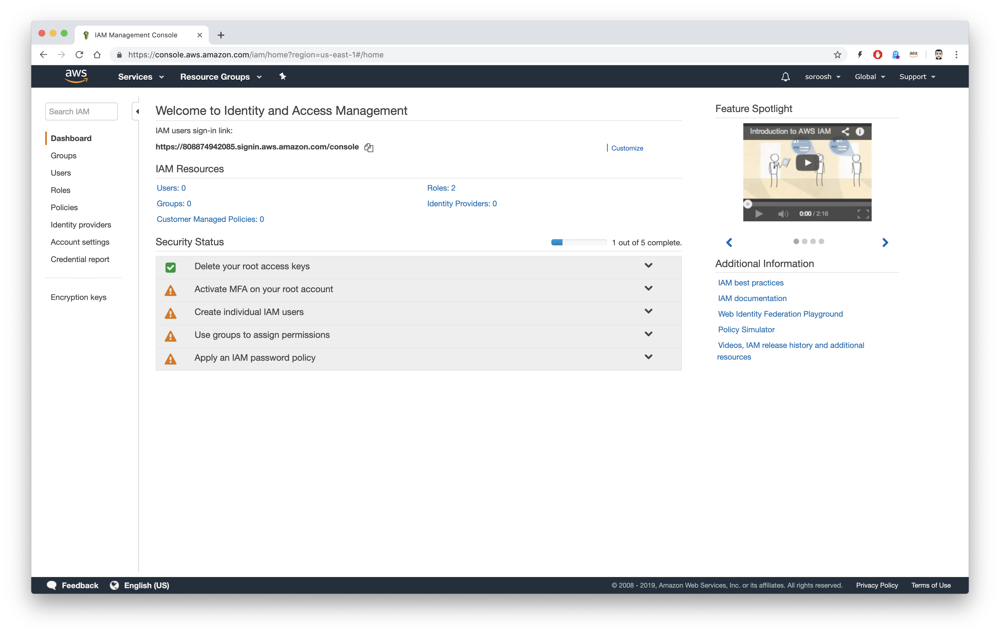 IAM Management Console
https://console.aws.amazon.com/iam/home?region=us-east-1#/home
aea
aws
Services
Resource Groups
soroosh
Global
Support
Search IAM
Dashboard
Groups
Users
Roles
Policies
Identity providers
Account settings
Credential report
Encryption keys
Welcome to Identity and Access Management
IAM users sign-in link:
https://808874942085.signin.aws.amazon.com/console
Customize
IAM Resources
Users: 0
Roles: 2
Groups: 0
Identity Providers: 0
Customer Managed Policies: 0
Security Status
1 out of 5 complete.
Delete your root access keys
Activate MFA on your root account
Create individual IAM users
Use groups to assign permissions
Apply an IAM password policy
Feature Spotlight
Introduction to AWS IAM
0:00 / 2:16
Additional Information
IAM best practices
IAM documentation
Web Identity Federation Playground
Policy Simulator
Videos, IAM release history and additional
resources
Feedback
English (US)
© 2008 - 2019, Amazon Web Services, Inc. or its affiliates. All rights reserved.
Privacy Policy
Terms of Use